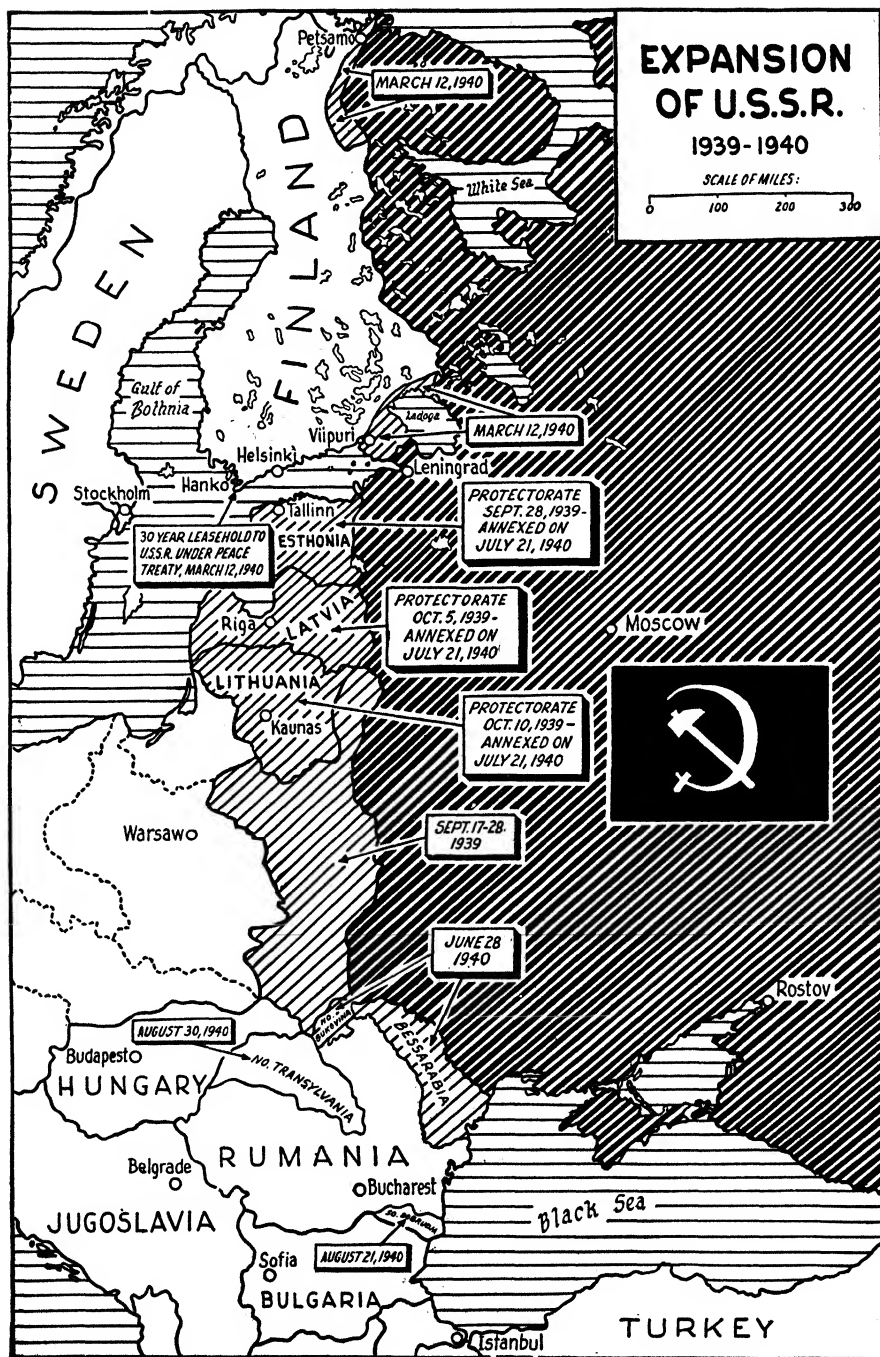 EXPANSION
OF U.S.S.R.
1939-1940
SCALE OF MILES:
0 100 200 300
Petsamo
MARCH 12, 1940
White Sea
SWEDEN
FINLAND
Gulf of
Bothnia
Ladoga
Viipuri
MARCH 12, 1940
Helsinki
Leningrad
Hanko
Stockholm
Tallinn
ESTHONIA
PROTECTORATE
SEPT. 28, 1939-
ANNEXED ON
JULY 21, 1940
30 YEAR LEASEHOLD TO
U.S.S.R. UNDER PEACE
TREATY, MARCH 12, 1940
Riga
LATVIA
PROTECTORATE
OCT. 5, 1939-
ANNEXED ON
JULY 21, 1940
Moscow
LITHUANIA
Kaunas
PROTECTORATE
OCT. 10, 1939-
ANNEXED ON
JULY 21, 1940
Warsaw
SEPT. 17-28.
1939
JUNE 28
1940
Rostov
NO.
BUKOVINA
BESSARABIA
AUGUST 30, 1940
Budapest
HUNGARY
NO. TRANSYLVANIA
RUMANIA
Belgrade
Bucharest
JUGOSLAVIA
Black Sea
SO. DOBRUDJA
AUGUST 21, 1940
Sofia
BULGARIA
Istanbul
TURKEY